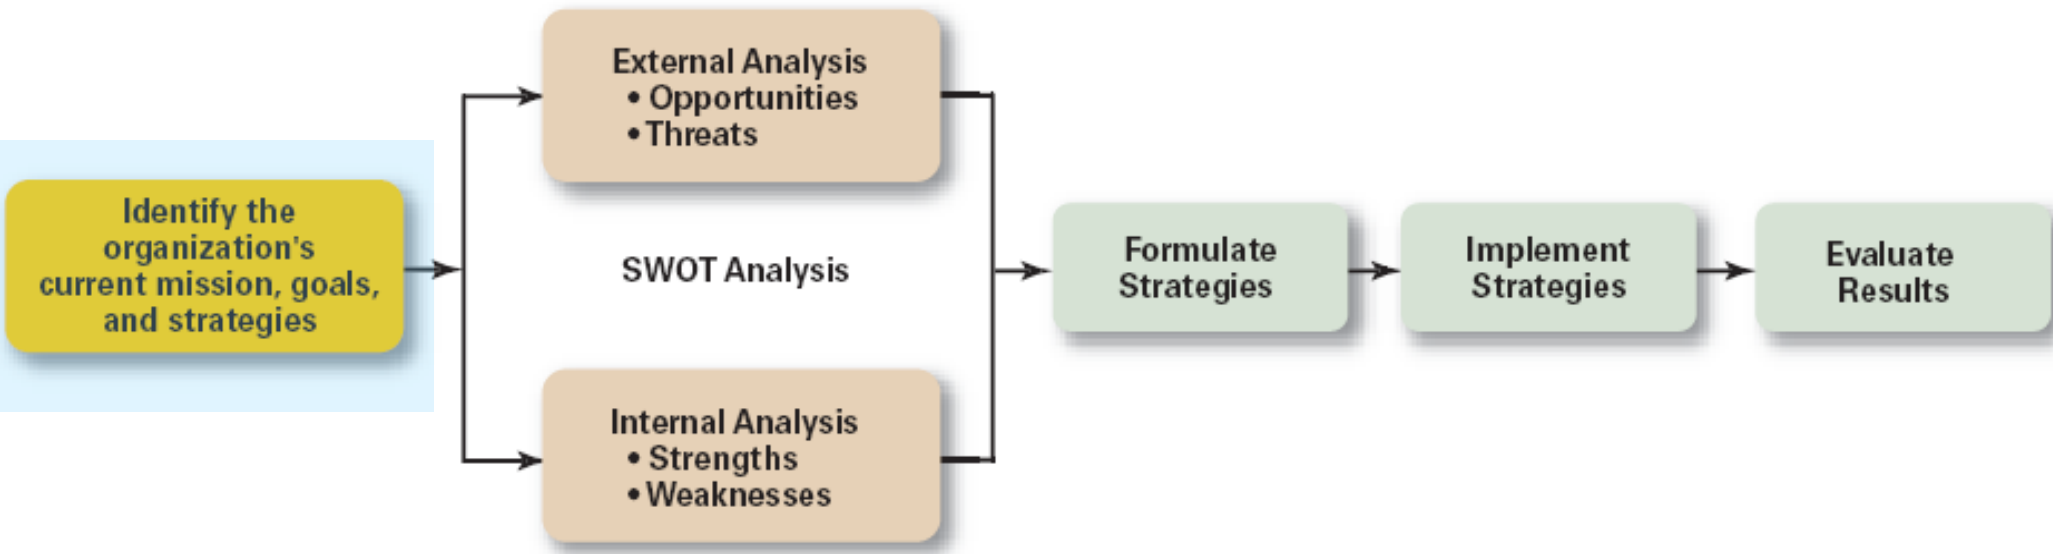 Identify the
organization's
current mission, goals,
and strategies
External Analysis
• Opportunities
• Threats
SWOT Analysis
Internal Analysis
• Strengths
• Weaknesses
Formulate
Strategies
Implement
Strategies
Evaluate
Results